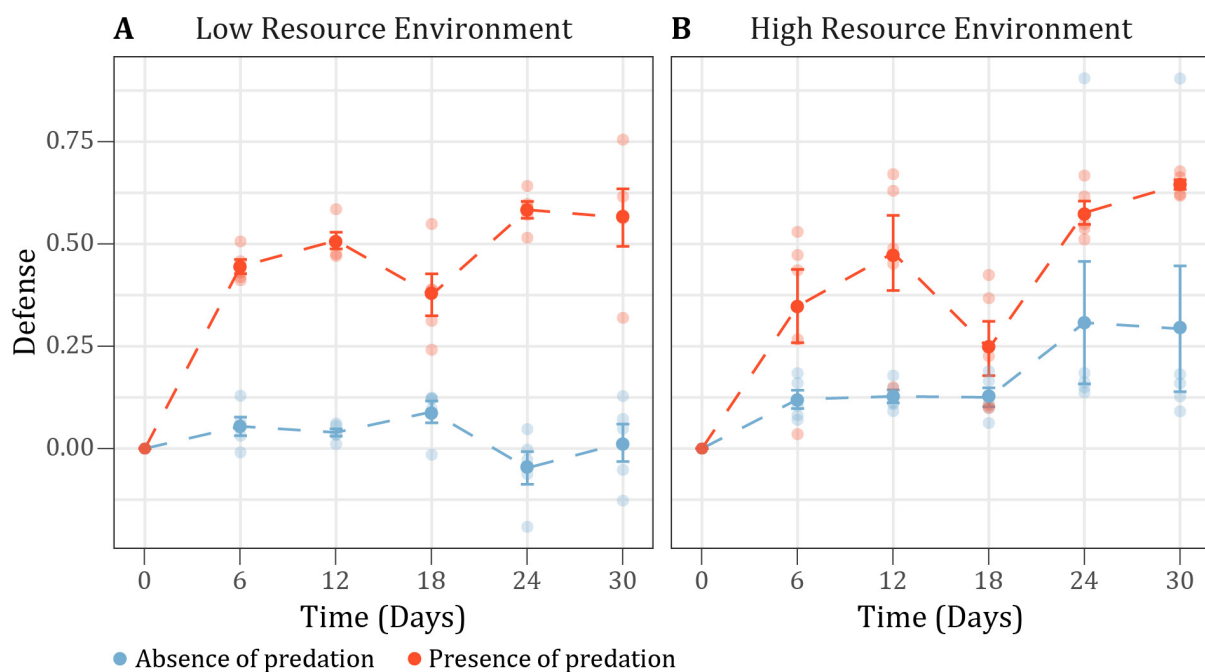 A Low Resource Environment
B High Resource Environment
Defense
0.75
0.50
0.25
0.00
0 6 12 18 24 30
0 6 12 18 24 30
Time (Days)
Time (Days)
Absence of predation Presence of predation